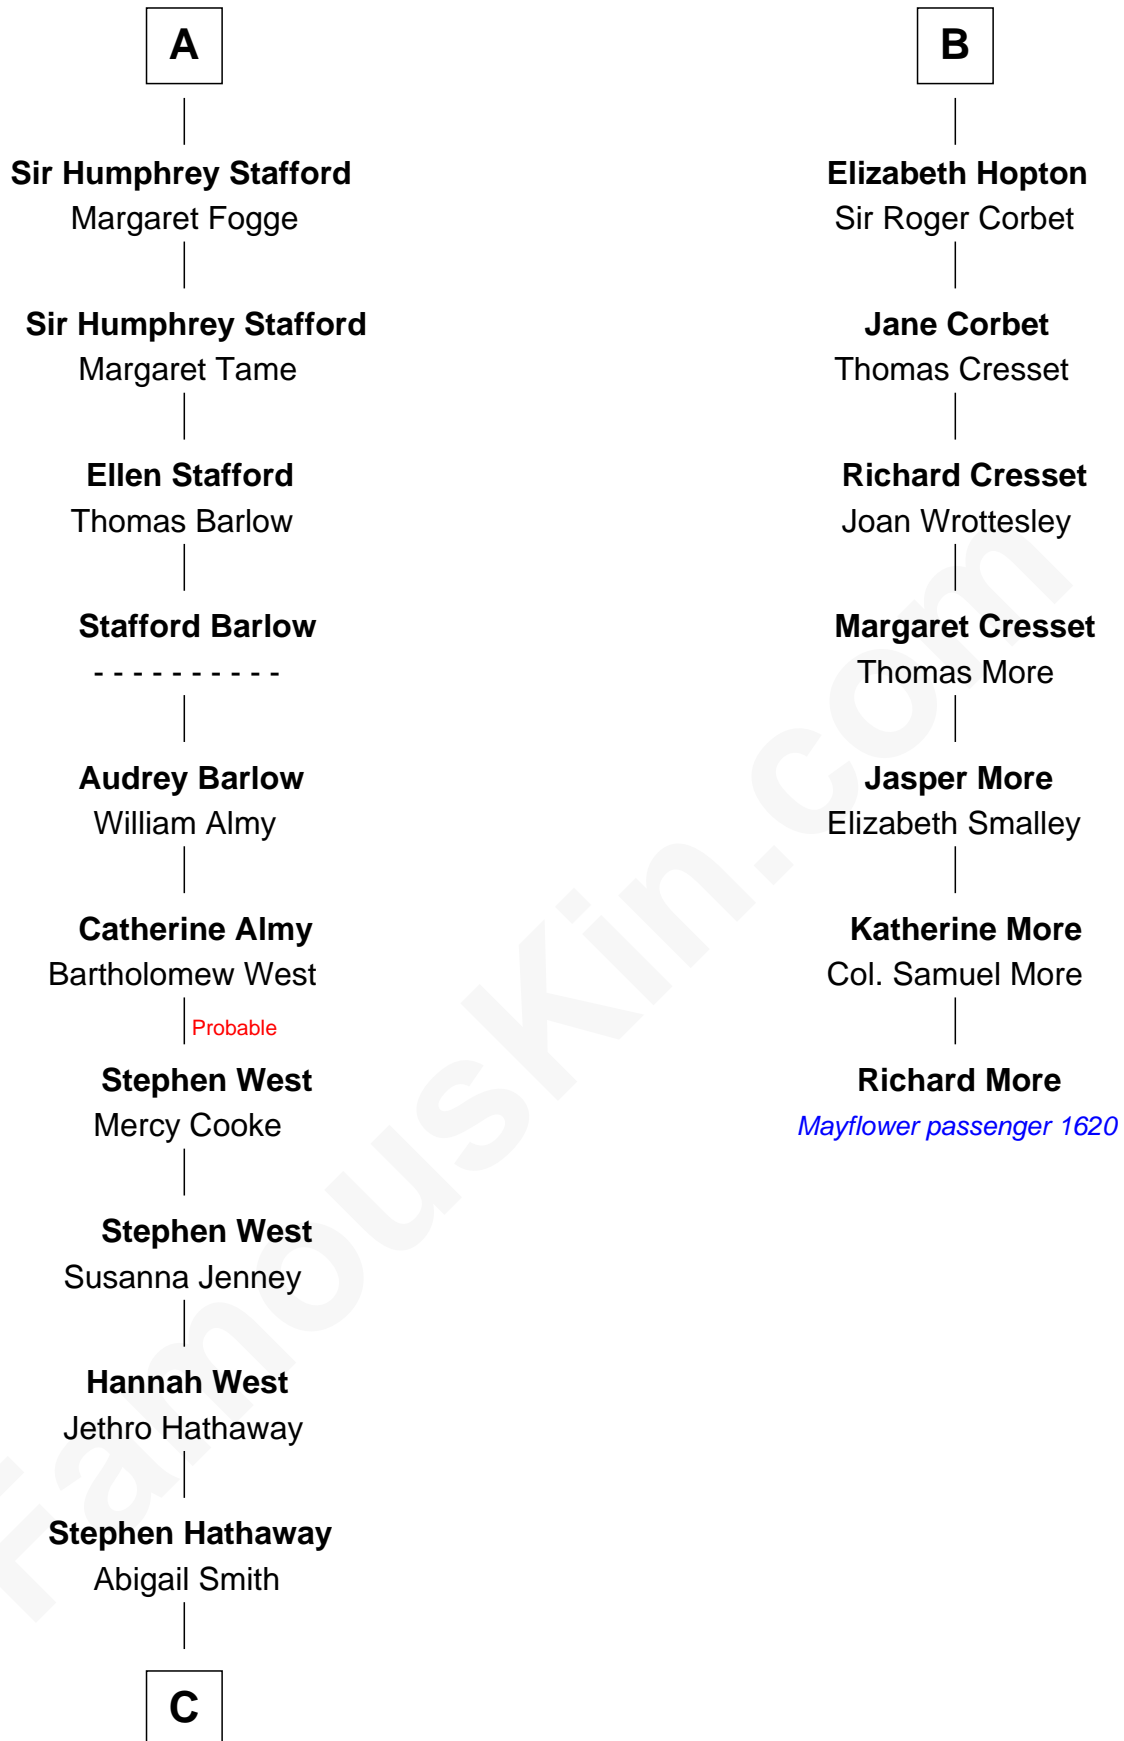 A
Sir Humphrey Stafford
Margaret Fogge
Sir Humphrey Stafford
Margaret Tame
Ellen Stafford
Thomas Barlow
Stafford Barlow
- - - - - - - - - -
Audrey Barlow
William Almy
Catherine Almy
Bartholomew West
Probable
Stephen West
Mercy Cooke
Stephen West
Susanna Jenney
Hannah West
Jethro Hathaway
Stephen Hathaway
Abigail Smith
C
B
Elizabeth Hopton
Sir Roger Corbet
Jane Corbet
Thomas Cresset
Richard Cresset
Joan Wrottesley
Margaret Cresset
Thomas More
Jasper More
Elizabeth Smalley
Katherine More
Col. Samuel More
Richard More
Mayflower passenger 1620
FamousKin.com